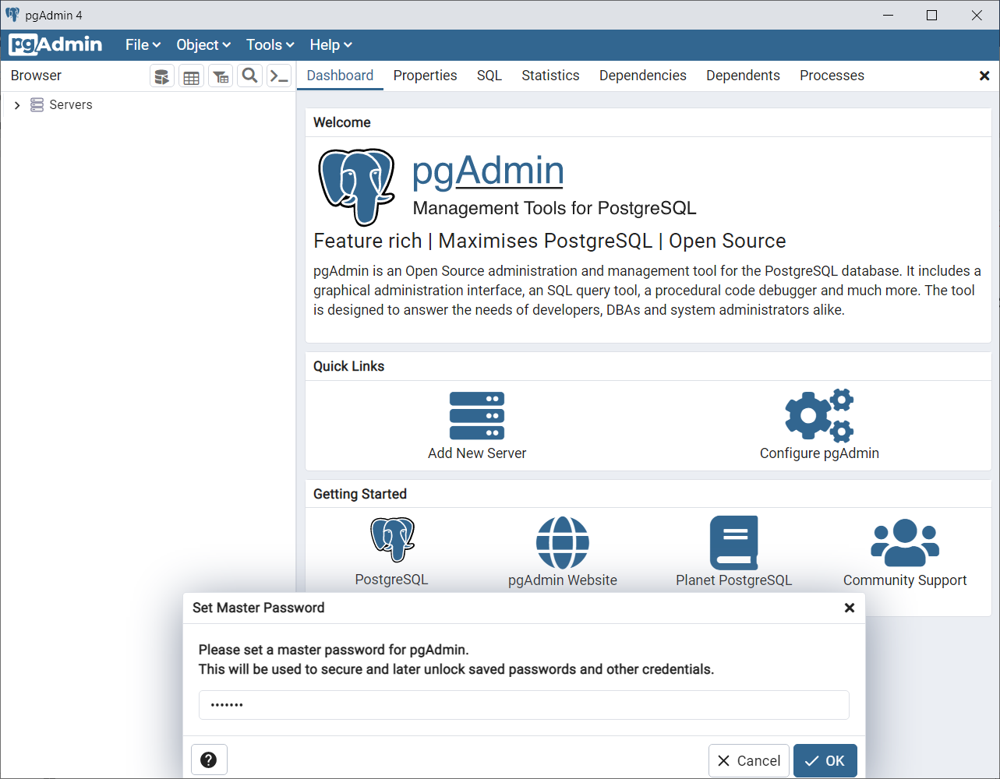 pgAdmin 4
pgAdmin File Object Tools Help
Browser
Dashboard Properties SQL Statistics Dependencies Dependents Processes
Servers
Welcome
pgAdmin
Management Tools for PostgreSQL
Feature rich | Maximises PostgreSQL | Open Source
pgAdmin is an Open Source administration and management tool for the PostgreSQL database. It includes a
graphical administration interface, an SQL query tool, a procedural code debugger and much more. The tool
is designed to answer the needs of developers, DBAs and system administrators alike.
Quick Links
Add New Server
Configure pgAdmin
Getting Started
PostgreSQL
pgAdmin Website
Planet PostgreSQL
Community Support
Set Master Password
Please set a master password for pgAdmin.
This will be used to secure and later unlock saved passwords and other credentials.
•••••••
? Cancel OK